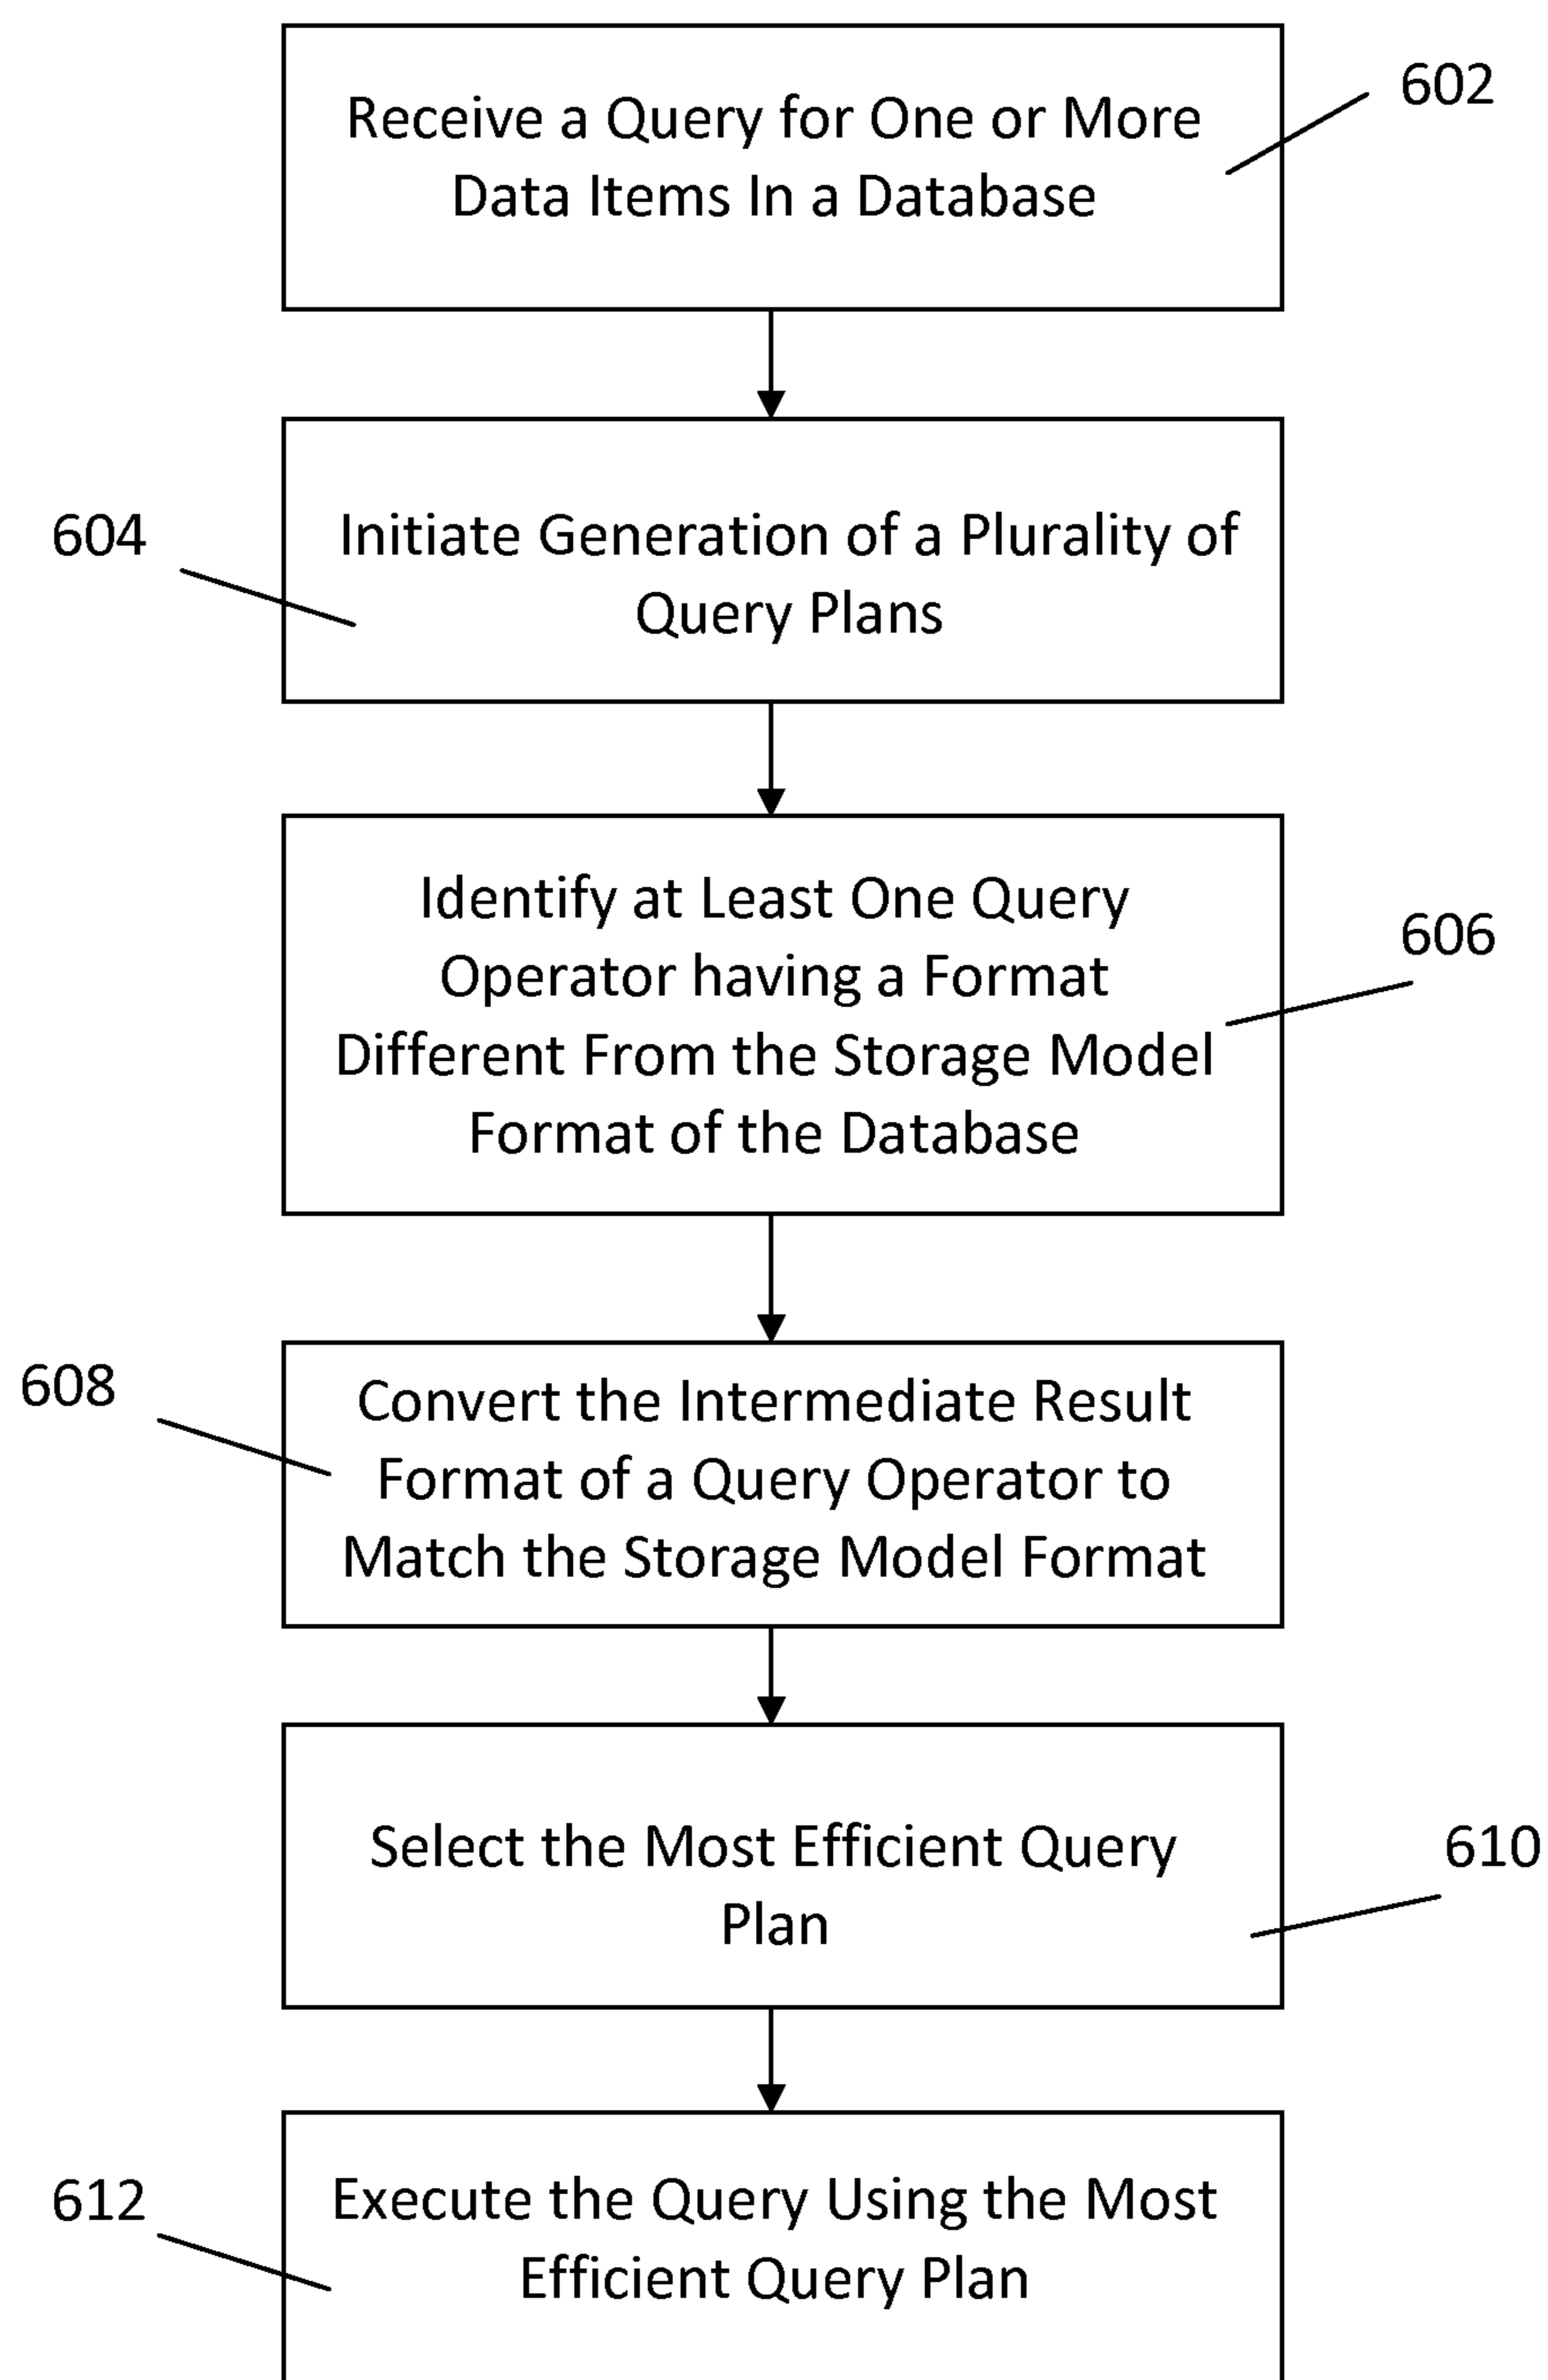 Receive a Query for One or More
Data Items In a Database
602
604
Initiate Generation of a Plurality of
Query Plans
Identify at Least One Query
Operator having a Format
Different From the Storage Model
Format of the Database
606
608
Convert the Intermediate Result
Format of a Query Operator to
Match the Storage Model Format
Select the Most Efficient Query
Plan
610
612
Execute the Query Using the Most
Efficient Query Plan